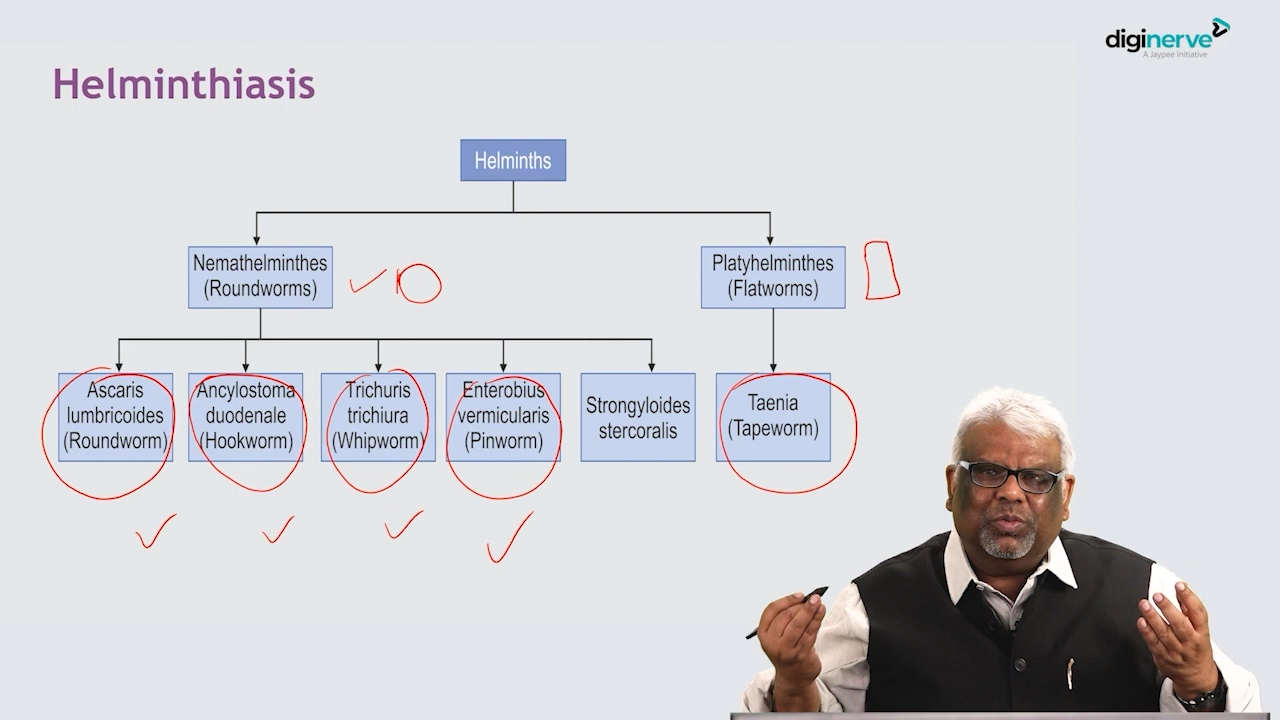 diginerve
A Jaypee Initiative
Helminthiasis
Helminths
Nemathelminthes
(Roundworms)
Platyhelminthes
(Flatworms)
Ascaris
lumbricoides
(Roundworm)
Ancylostoma
duodenale
(Hookworm)
Trichuris
trichiura
(Whipworm)
Enterobius
vermicularis
(Pinworm)
Strongyloides
stercoralis
Taenia
(Tapeworm)